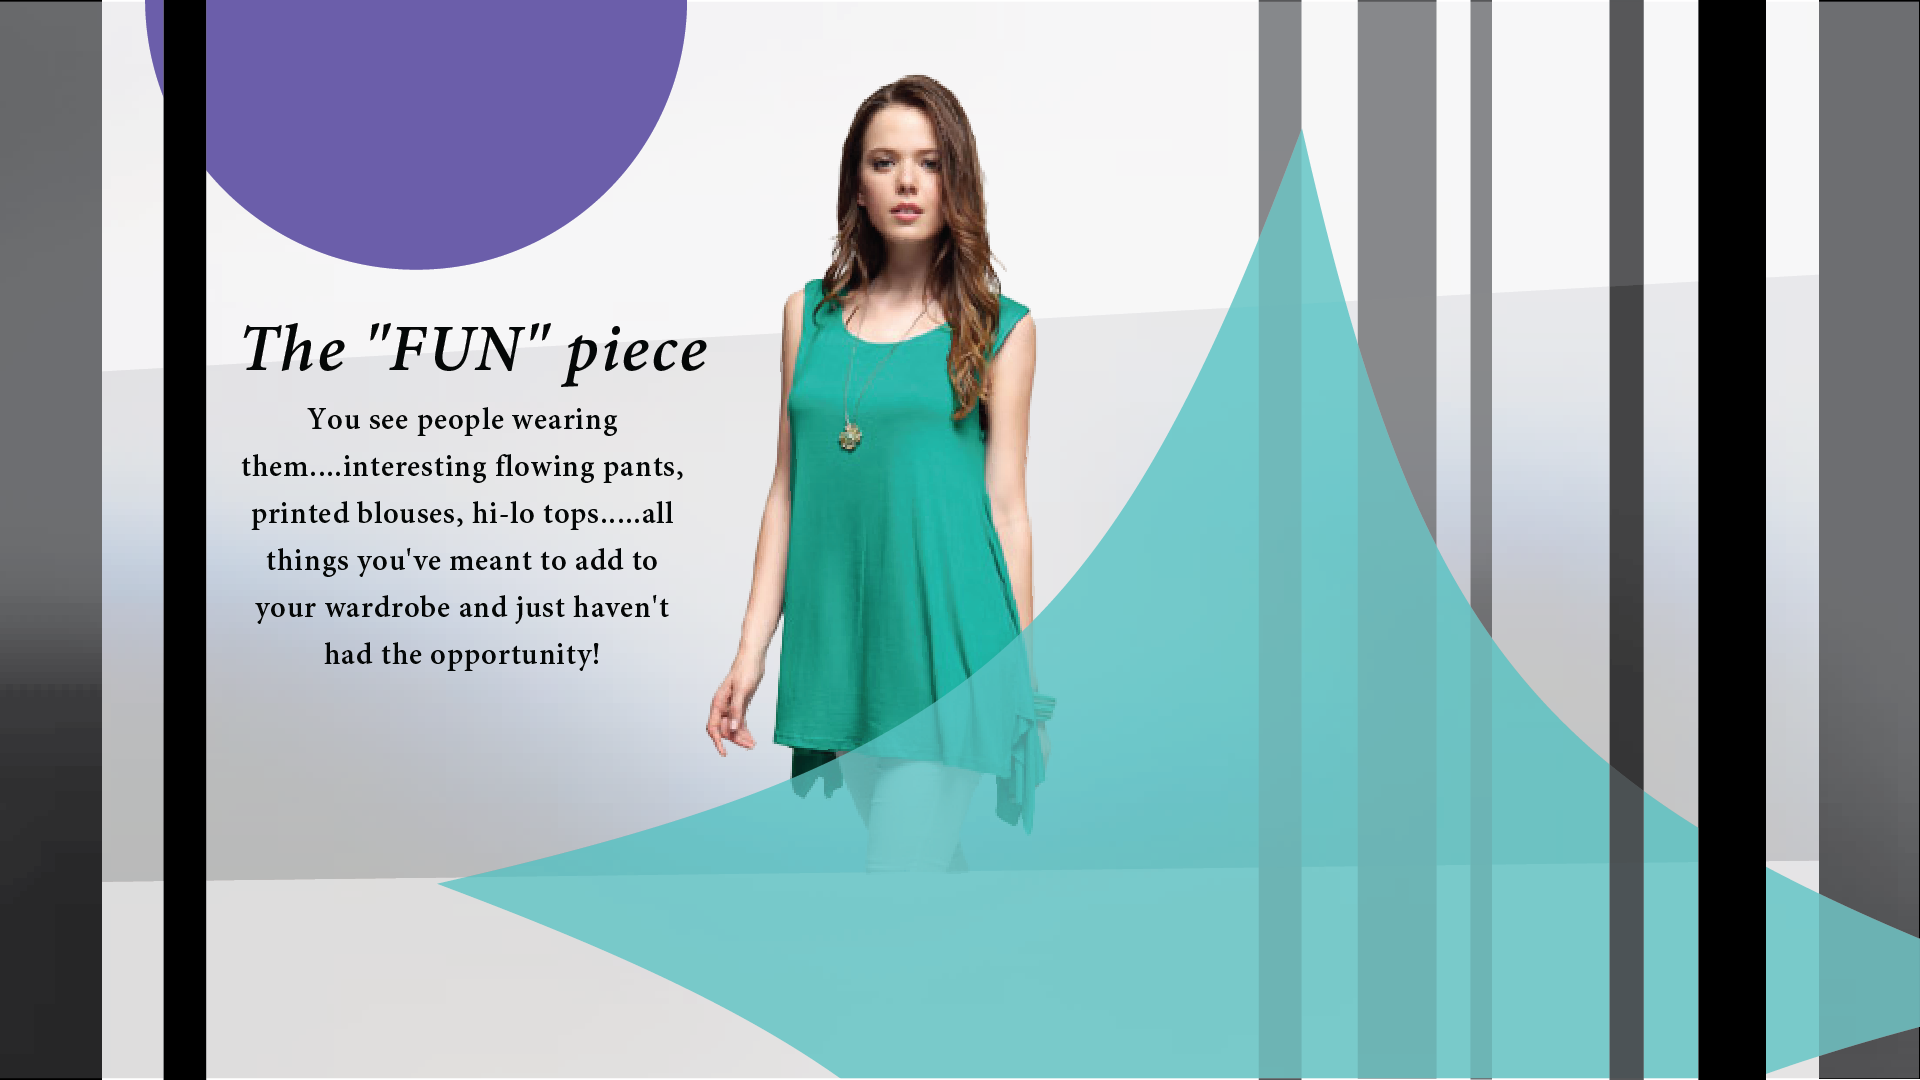 The "FUN" piece
You see people wearing
them....interesting flowing pants,
printed blouses, hi-lo tops.....all
things you've meant to add to
your wardrobe and just haven't
had the opportunity!